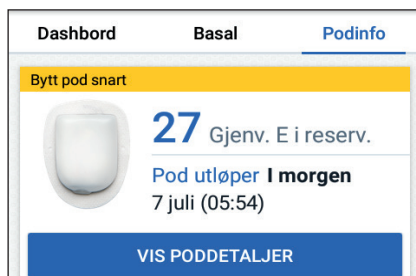 Dashbord Basal Podinfo
Bytt pod snart
27 Gjenv. E i reserv.
Pod utløper I morgen
7 juli (05:54)
VIS PODDETALJER